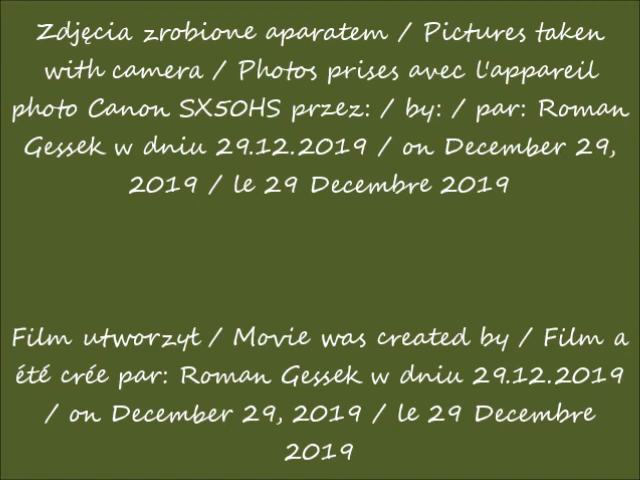 Zdjęcia zrobione aparatem / Pictures taken
with camera / Photos prises avec l'appareil
photo Canon SX50HS przez: / by: / par: Roman
Gessek w dniu 29.12.2019 / on December 29,
2019 / le 29 Decembre 2019
Film utworzył / Movie was created by / Film a
été crée par: Roman Gessek w dniu 29.12.2019
/ on December 29, 2019 / le 29 Decembre
2019